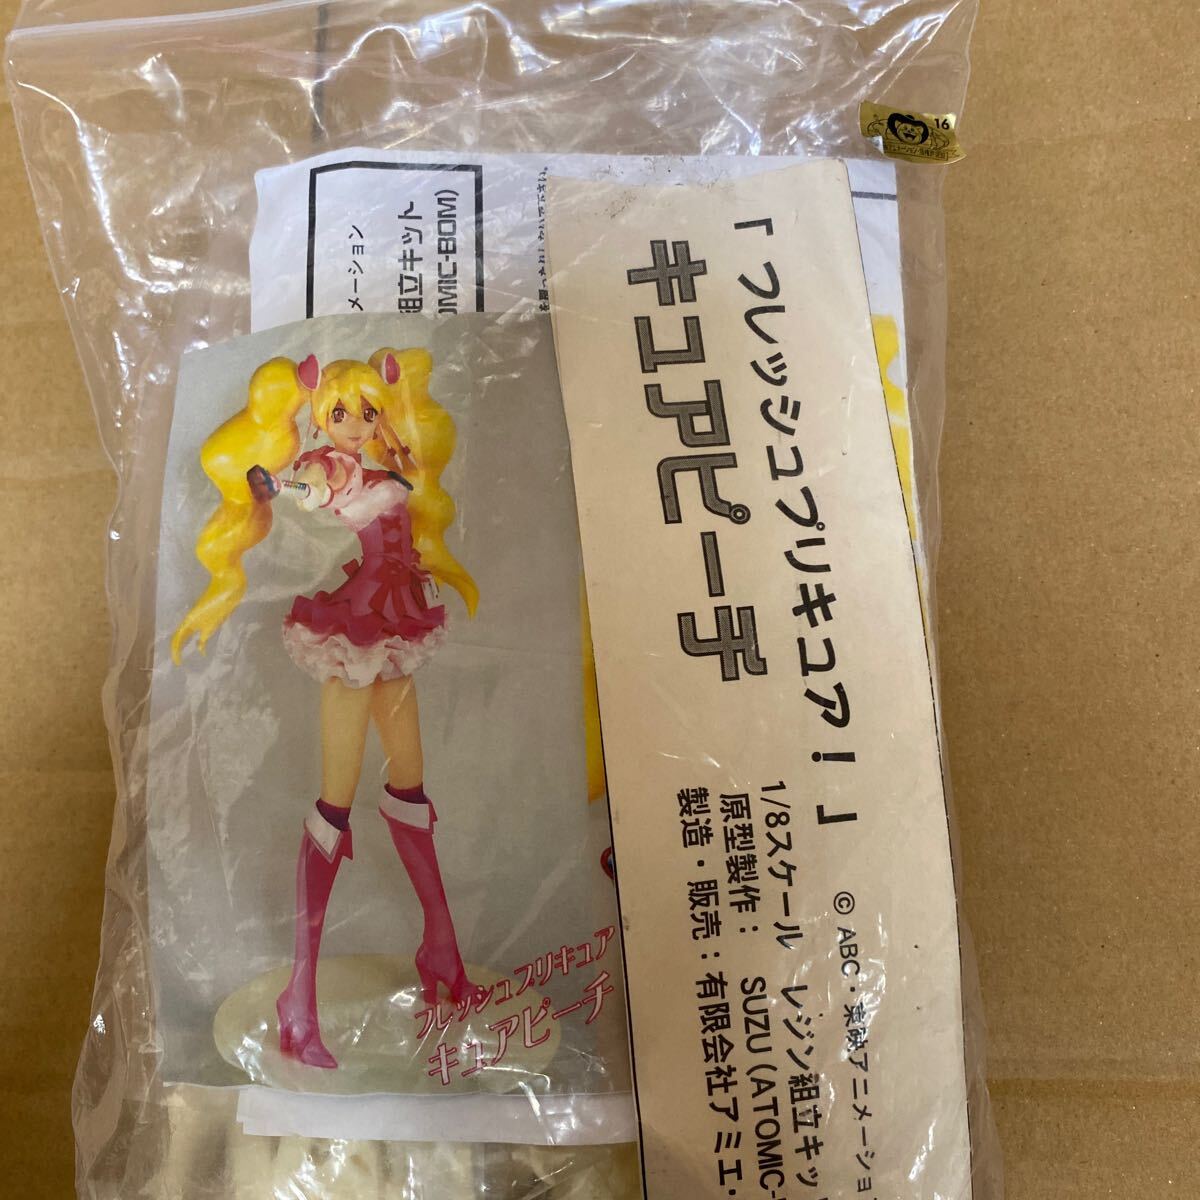 「フレッシュプリキュア！」
キュアピーチ
© ABC・東映アニメーション
1/8スケール レジン組立キット
原型製作： SUZU(ATOMIC-
製造・販売：有限会社アミエ・
メーション
組立キット
OMIC-BOM)
フレッシュプリキュア
キュアピーチ
16